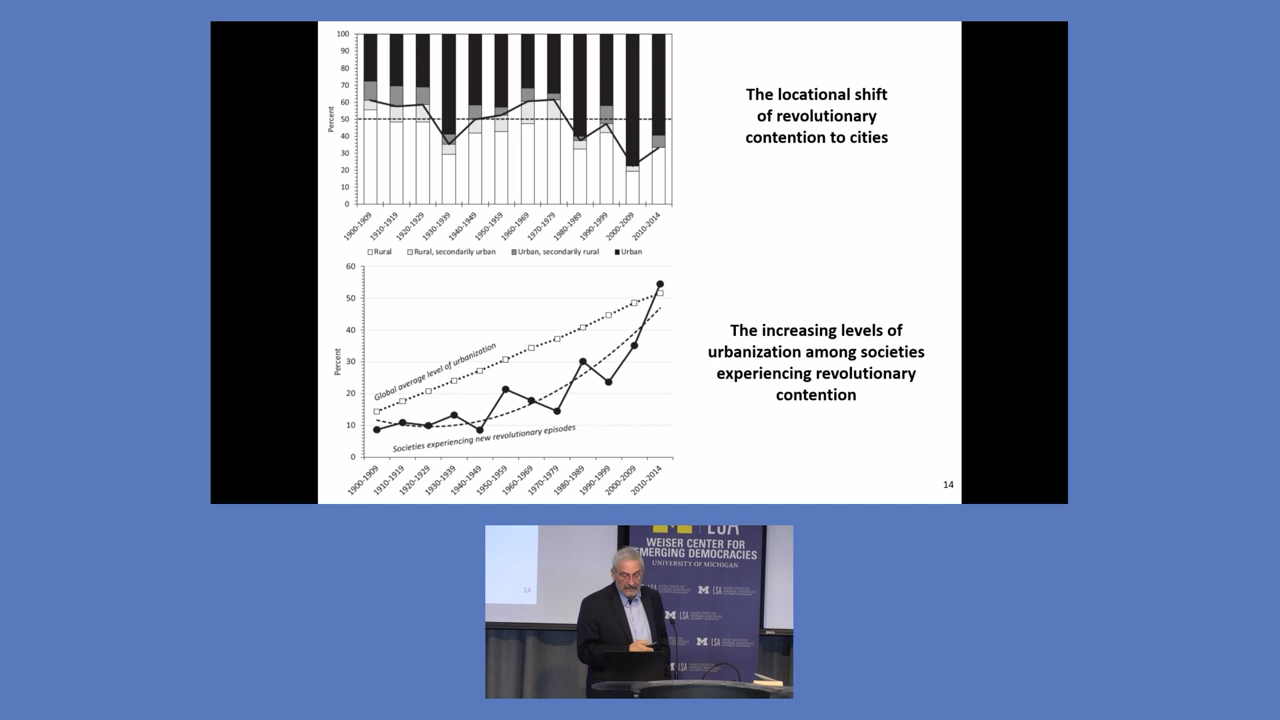 100
90
80
70
60
50
40
30
20
10
0
Percent
1900-1909
1910-1919
1920-1929
1930-1939
1940-1949
1950-1959
1960-1969
1970-1979
1980-1989
1990-1999
2000-2009
2010-2014
Rural
Rural, secondarily urban
Urban, secondarily rural
Urban
The locational shift
of revolutionary
contention to cities
60
50
40
30
20
10
0
Percent
Global average level of urbanization
Societies experiencing new revolutionary episodes
1900-1909
1910-1919
1920-1929
1930-1939
1940-1949
1950-1959
1960-1969
1970-1979
1980-1989
1990-1999
2000-2009
2010-2014
The increasing levels of
urbanization among societies
experiencing revolutionary
contention
14
14
M LSA
WEISER CENTER FOR
EMERGING DEMOCRACIES
UNIVERSITY OF MICHIGAN
LSA
M LSA
M LSA
M LSA
LSA